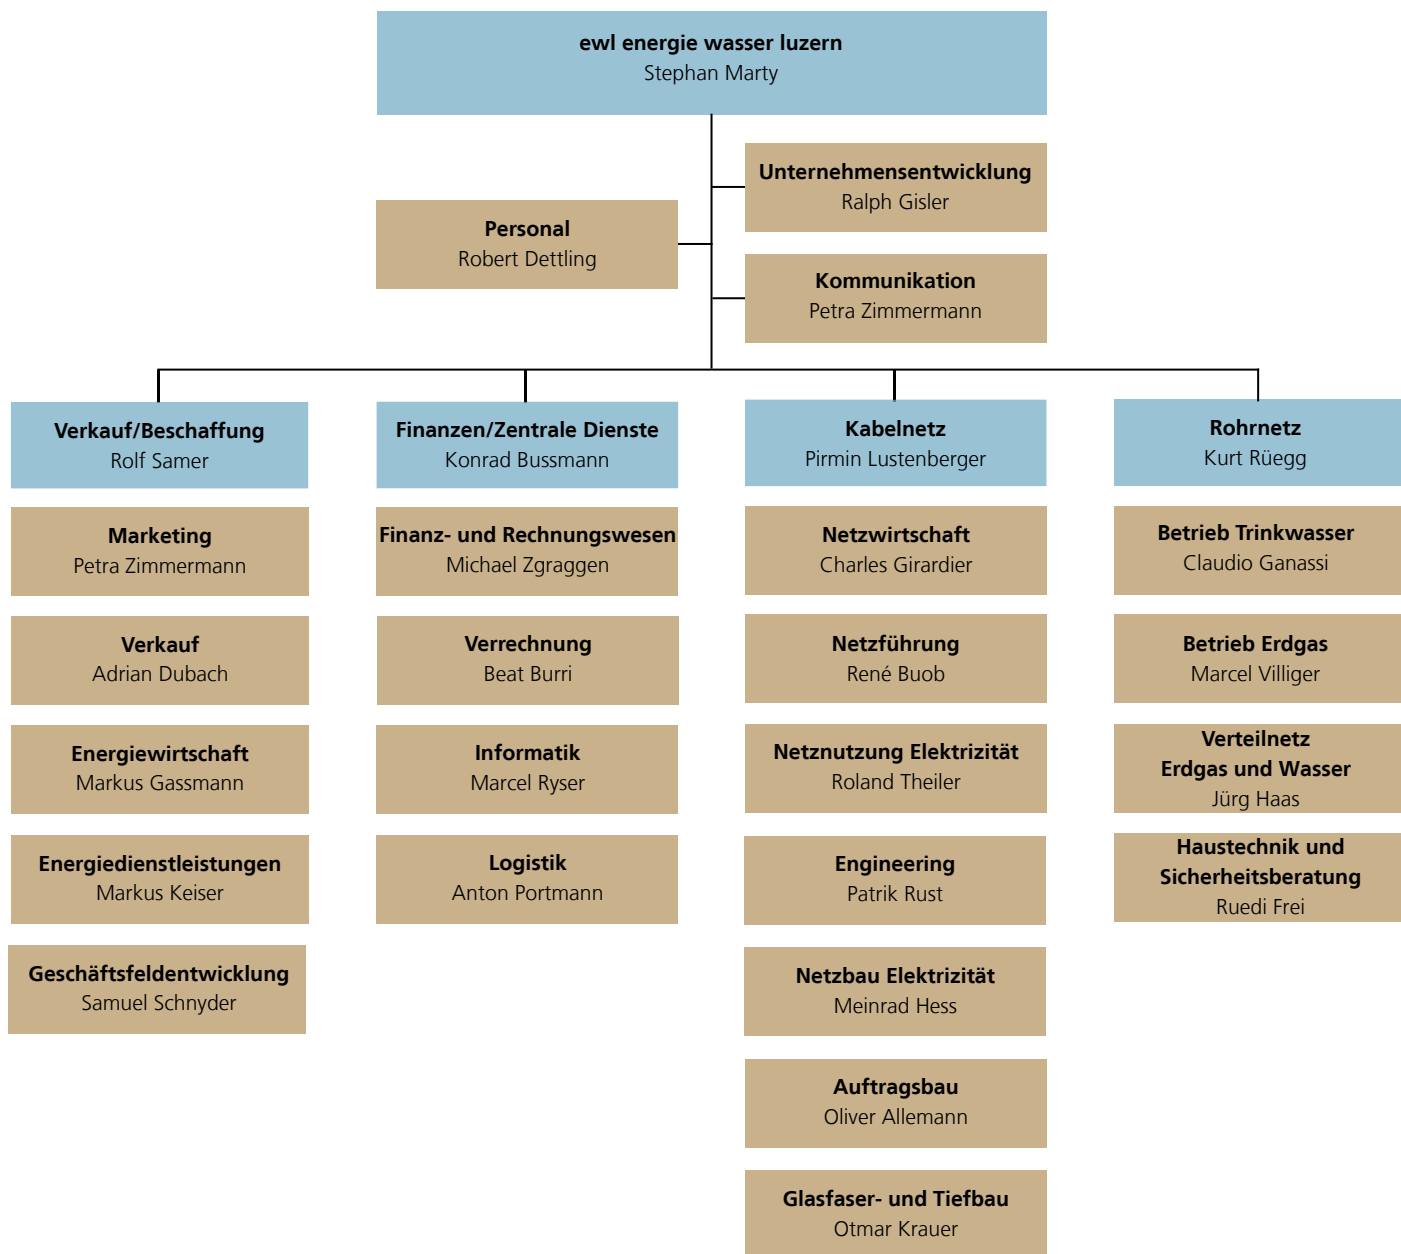 ewl energie wasser luzern
Stephan Marty
Unternehmensentwicklung
Ralph Gisler
Personal
Robert Dettling
Kommunikation
Petra Zimmermann
Verkauf/Beschaffung
Rolf Samer
Marketing
Petra Zimmermann
Verkauf
Adrian Dubach
Energiewirtschaft
Markus Gassmann
Energiedienstleistungen
Markus Keiser
Geschäftsfeldentwicklung
Samuel Schnyder
Finanzen/Zentrale Dienste
Konrad Bussmann
Finanz- und Rechnungswesen
Michael Zgraggen
Verrechnung
Beat Burri
Informatik
Marcel Ryser
Logistik
Anton Portmann
Kabelnetz
Pirmin Lustenberger
Netzwirtschaft
Charles Girardier
Netzführung
René Buob
Netznutzung Elektrizität
Roland Theiler
Engineering
Patrik Rust
Netzbau Elektrizität
Meinrad Hess
Auftragsbau
Oliver Allemann
Glasfaser- und Tiefbau
Otmar Krauer
Rohrnetz
Kurt Rüegg
Betrieb Trinkwasser
Claudio Ganassi
Betrieb Erdgas
Marcel Villiger
Verteilnetz
Erdgas und Wasser
Jürg Haas
Haustechnik und
Sicherheitsberatung
Ruedi Frei